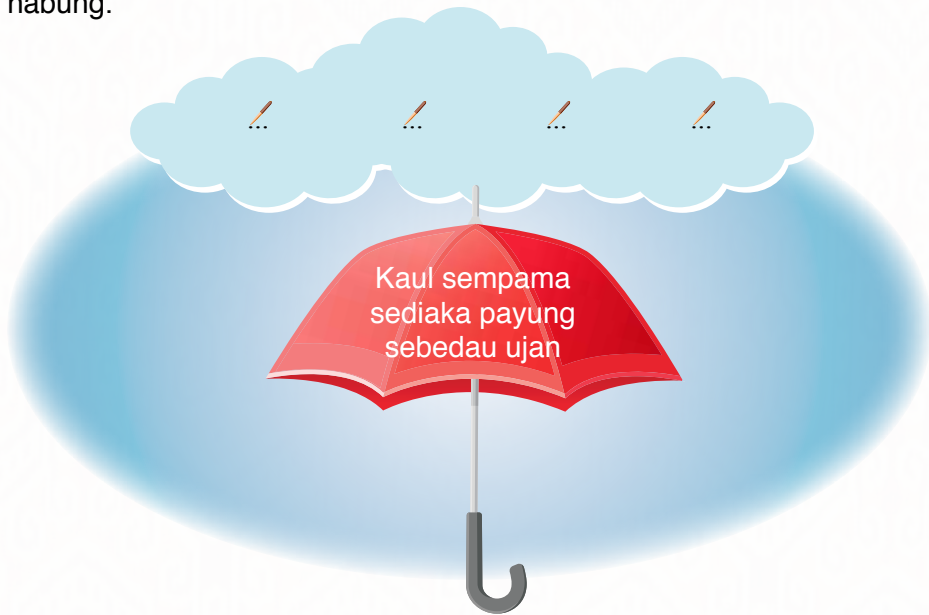 nabung.
... ... ... ...
Kaul sempama
sediaka payung
sebedau ujan